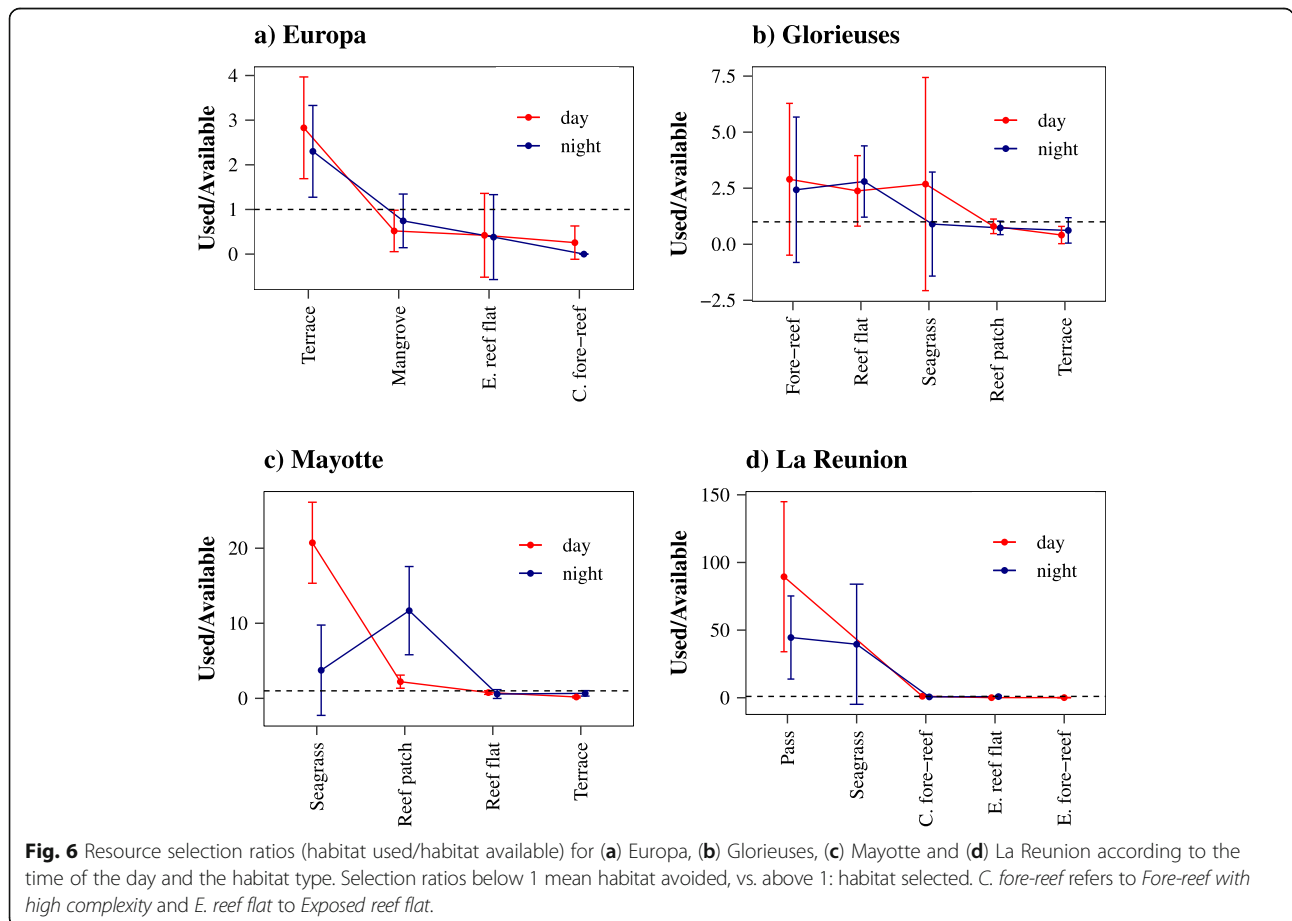 a) Europa
Used/Available
4
3
2
1
0
day
night
Terrace
Mangrove
E. reef flat
C. fore−reef
b) Glorieuses
Used/Available
7.5
5.0
2.5
0.0
−2.5
day
night
Fore−reef
Reef flat
Seagrass
Reef patch
Terrace
c) Mayotte
Used/Available
20
10
0
day
night
Seagrass
Reef patch
Reef flat
Terrace
d) La Reunion
Used/Available
150
100
50
0
day
night
Pass
Seagrass
C. fore−reef
E. reef flat
E. fore−reef
Fig. 6 Resource selection ratios (habitat used/habitat available) for (a) Europa, (b) Glorieuses, (c) Mayotte and (d) La Reunion according to the
time of the day and the habitat type. Selection ratios below 1 mean habitat avoided, vs. above 1: habitat selected. C. fore-reef refers to Fore-reef with
high complexity and E. reef flat to Exposed reef flat.